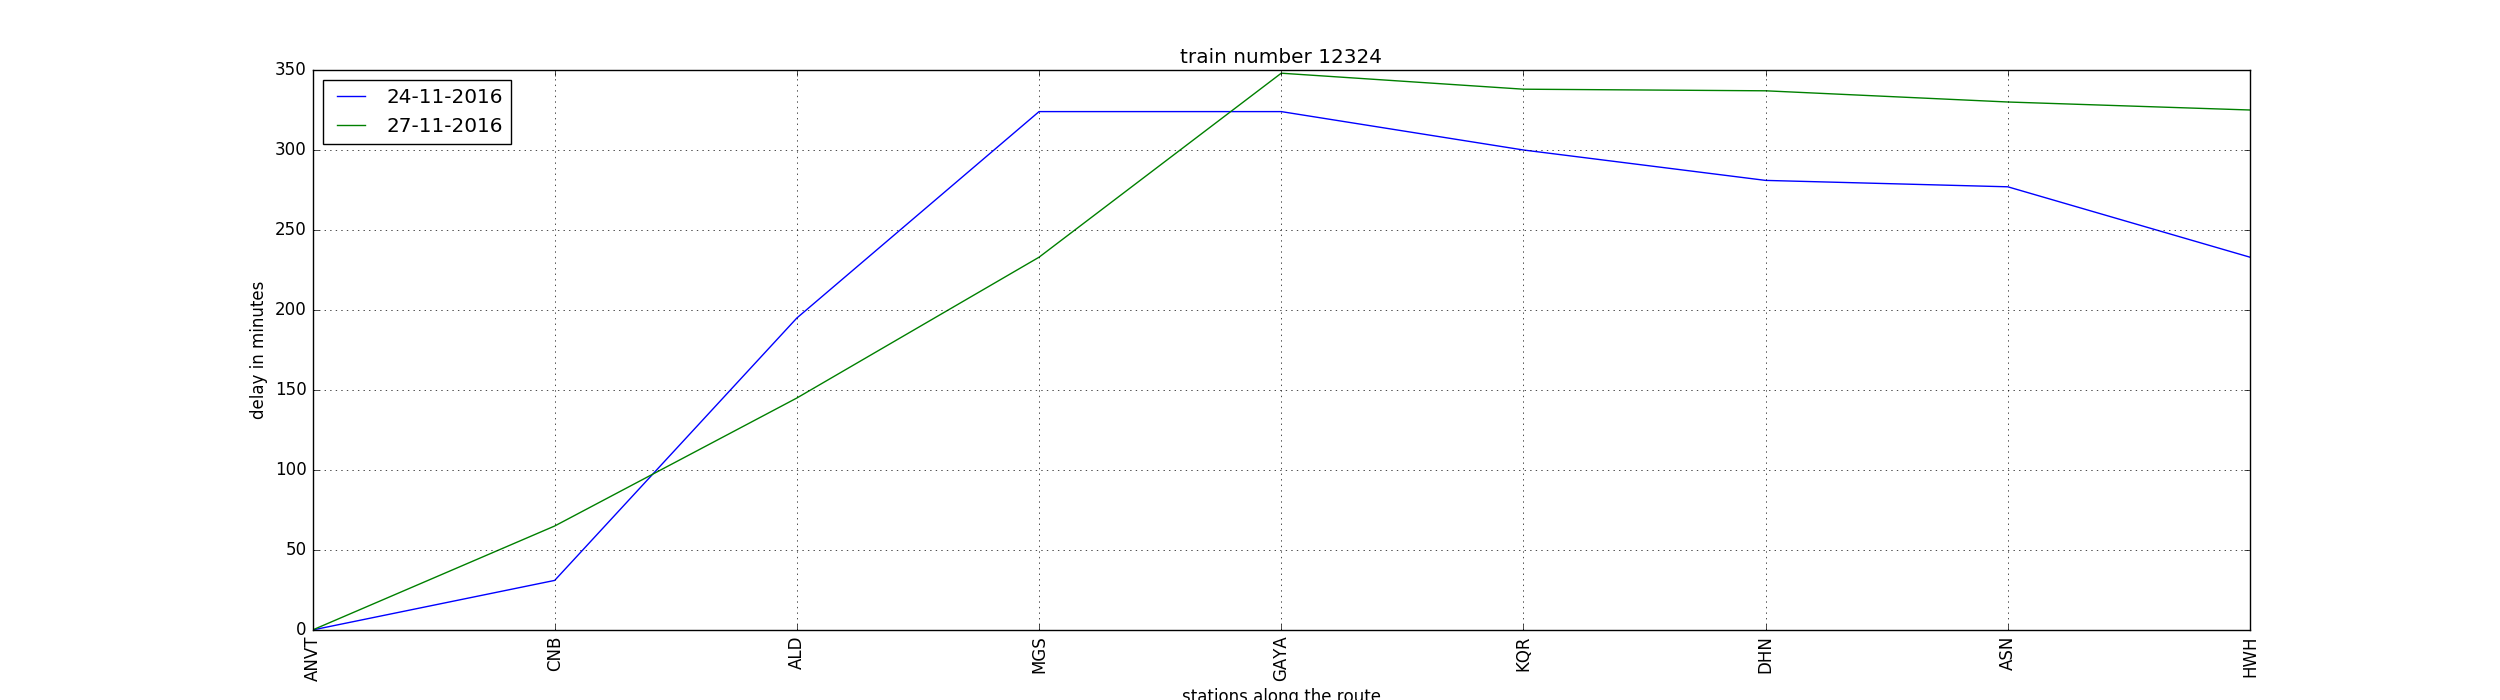 train number 12324
24-11-2016
27-11-2016
350
300
250
200
150
100
50
0
delay in minutes
ANVT
CNB
ALD
MGS
GAYA
KQR
DHN
ASN
HWH
stations along the route